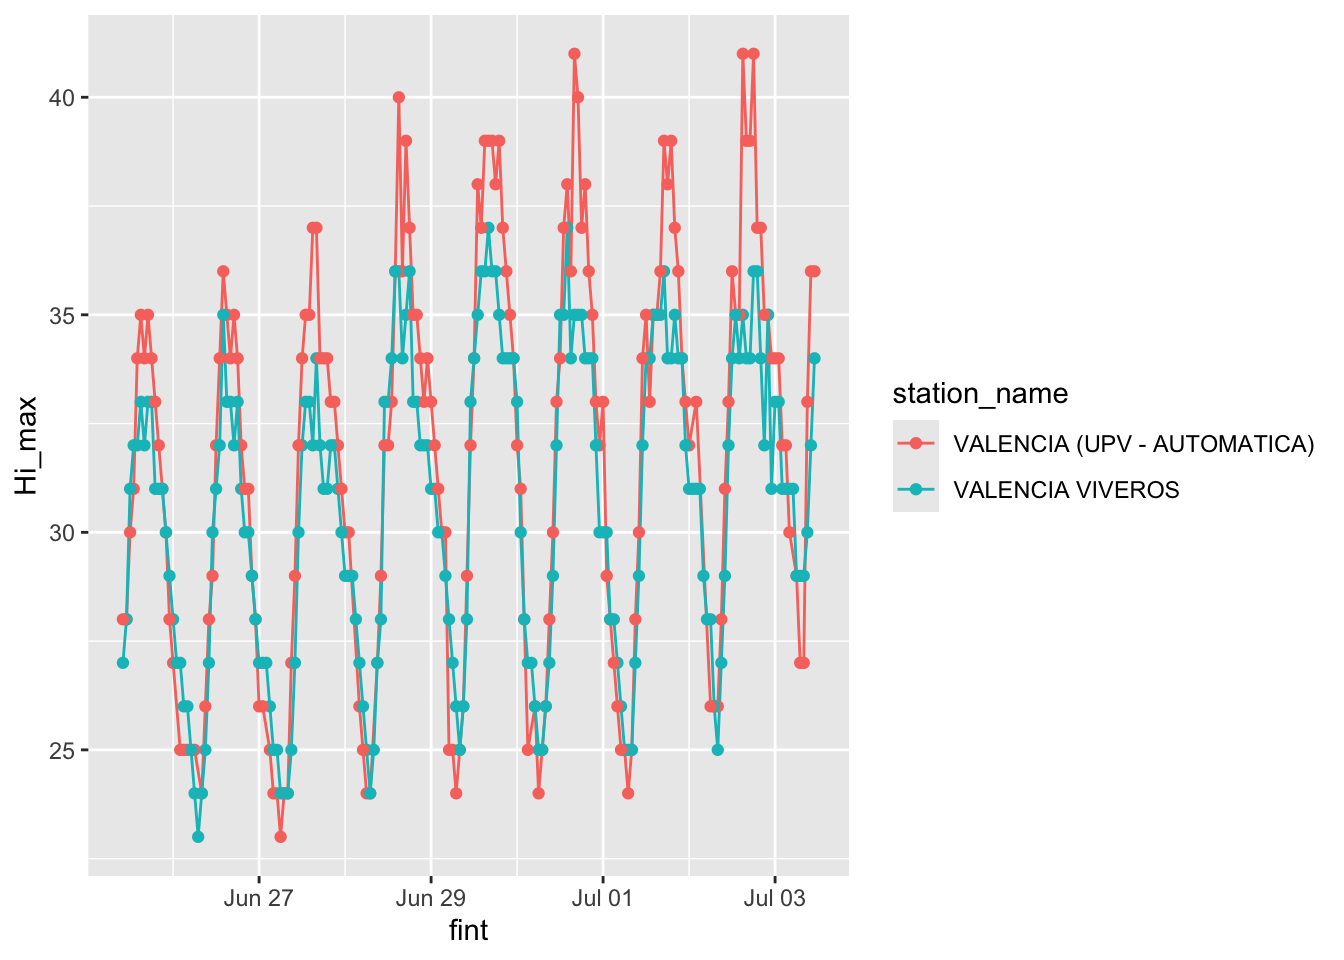 40
35
30
25
Hi_max
Jun 27
Jun 29
Jul 01
Jul 03
fint
station_name
VALENCIA (UPV - AUTOMATICA)
VALENCIA VIVEROS